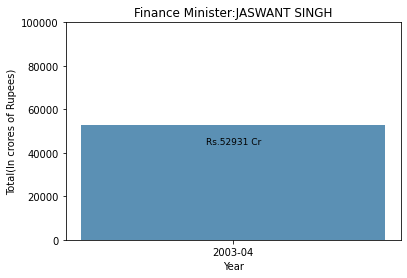 Finance Minister:JASWANT SINGH
Total(In crores of Rupees)
100000
80000
60000
40000
20000
0
Rs.52931 Cr
2003-04
Year